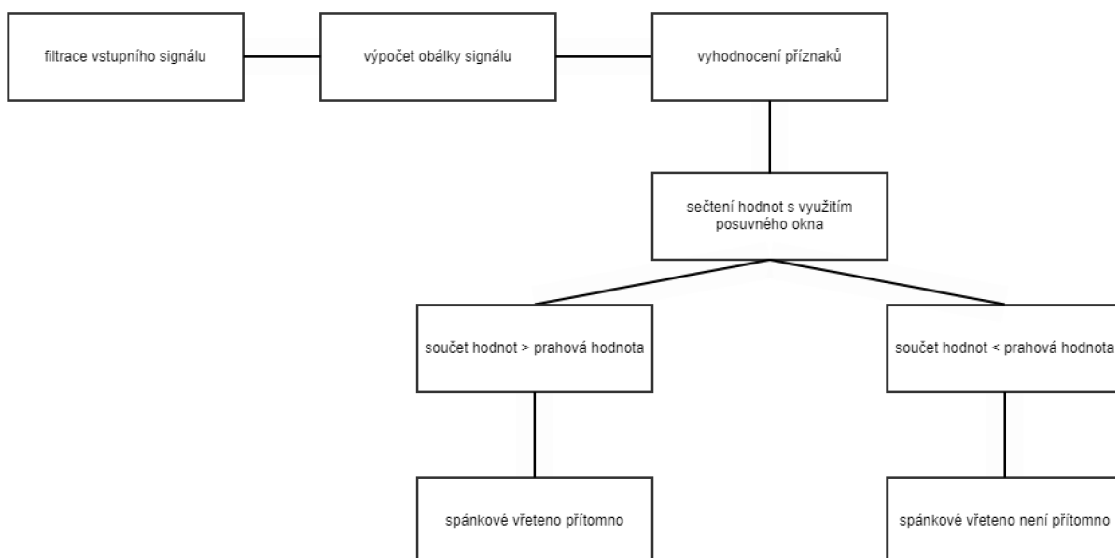 filtrace vstupního signálu
výpočet obálky signálu
vyhodnocení příznaků
sečtení hodnot s využitím
posuvného okna
součet hodnot > prahová hodnota
součet hodnot < prahová hodnota
spánkové vřeteno přítomno
spánkové vřeteno není přítomno